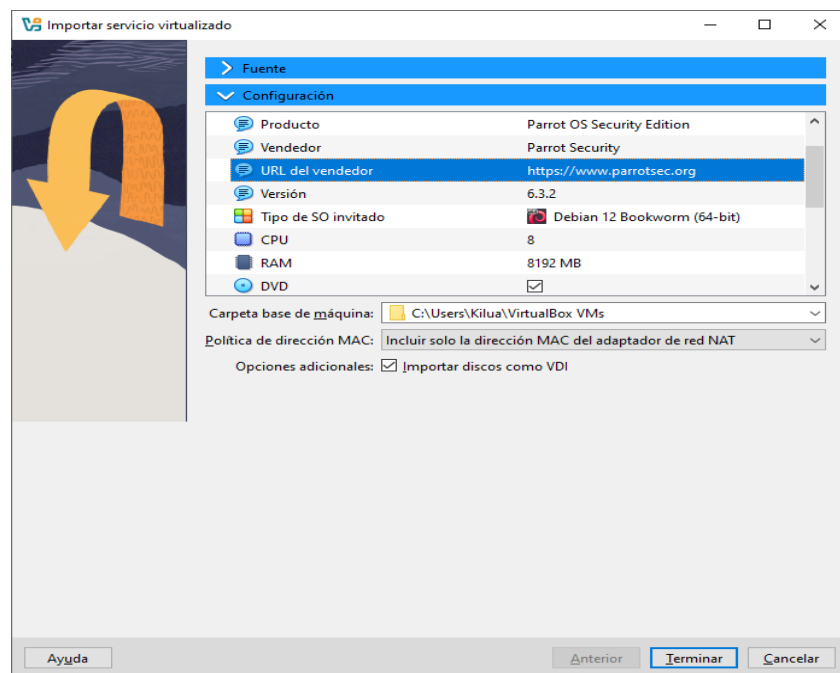 Importar servicio virtualizado
Fuente
Configuración
Producto Parrot OS Security Edition
Vendedor Parrot Security
URL del vendedor https://www.parrotsec.org
Versión 6.3.2
Tipo de SO invitado Debian 12 Bookworm (64-bit)
CPU 8
RAM 8192 MB
DVD
Carpeta base de máquina: C:\Users\Kilua\VirtualBox VMs
Política de dirección MAC: Incluir solo la dirección MAC del adaptador de red NAT
Opciones adicionales: Importar discos como VDI
Ayuda Anterior Terminar Cancelar